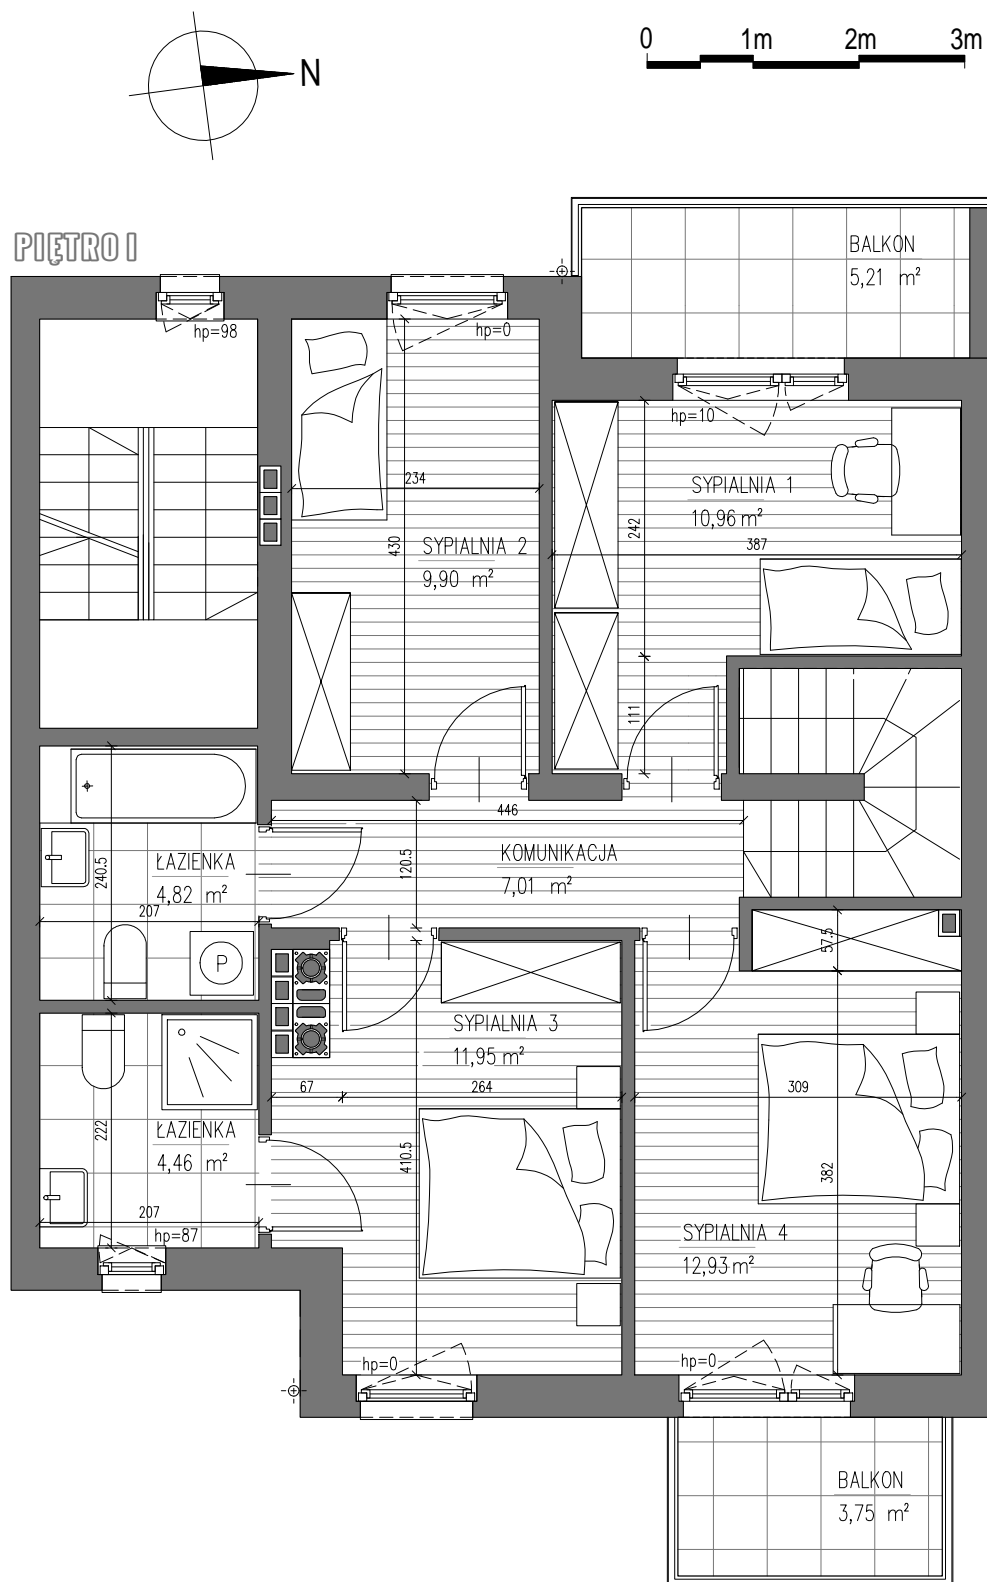 N
0 1m 2m 3m
PIĘTRO I
BALKON
5,21 m²
hp=98
hp=0
hp=10
234
430
SYPIALNIA 2
9,90 m²
SYPIALNIA 1
10,96 m²
242
387
111
446
ŁAZIENKA
4,82 m²
240.5
207
120.5
KOMUNIKACJA
7,01 m²
57.5
P
SYPIALNIA 3
11,95 m²
67
264
309
ŁAZIENKA
4,46 m²
222
207
hp=87
410.5
382
SYPIALNIA 4
12,93 m²
hp=0
hp=0
BALKON
3,75 m²